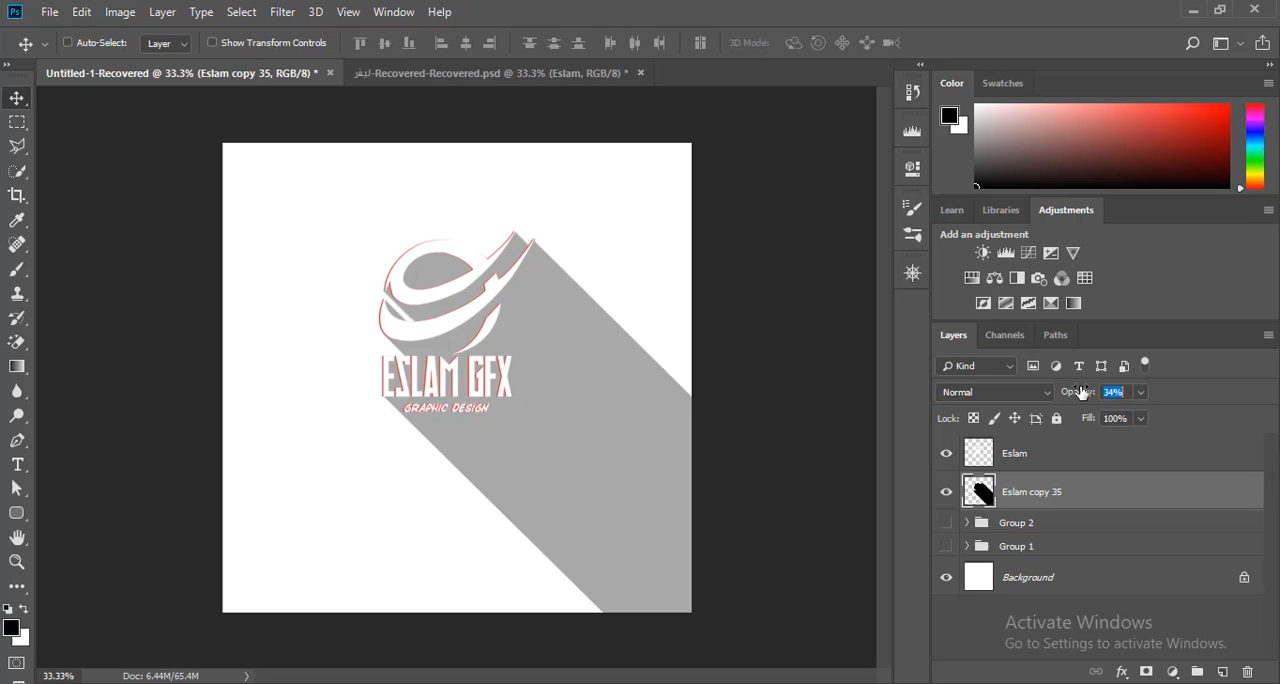 Ps File Edit Image Layer Type Select Filter 3D View Window Help
Auto-Select: Layer Show Transform Controls 3D Mode:
Untitled-1-Recovered @ 33.3% (Eslam copy 35, RGB/8) * × ليفر-Recovered-Recovered.psd @ 33.3% (Eslam, RGB/8) * ×
Color Swatches
Learn Libraries Adjustments
Add an adjustment
ESLAM GFX
GRAPHIC DESIGN
Layers Channels Paths
Kind
Normal 34%
Lock: Fill: 100%
Eslam
Eslam copy 35
Group 2
Group 1
Background
Activate Windows
Go to Settings to activate Windows.
33.33% Doc: 6.44M/65.4M
fx